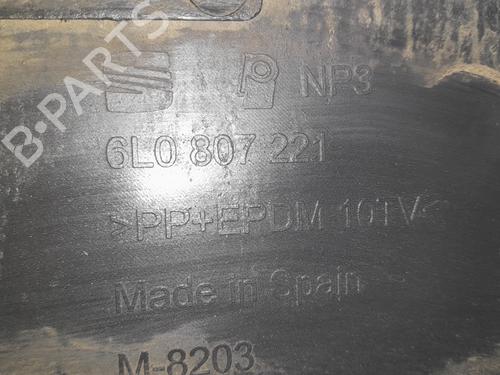 B-PARTS
NP3
6L0 807 221
>PP+EPDM 10TV<
Made in Spain
M-8203